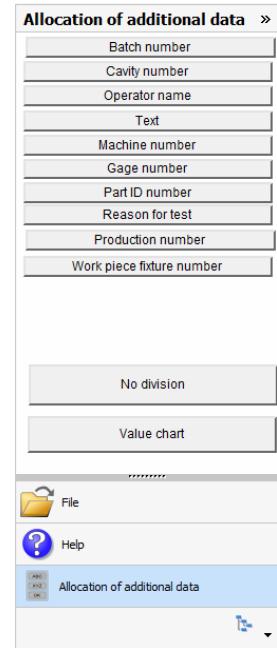 Allocation of additional data »
Batch number
Cavity number
Operator name
Text
Machine number
Gage number
Part ID number
Reason for test
Production number
Work piece fixture number
No division
Value chart
File
Help
Allocation of additional data